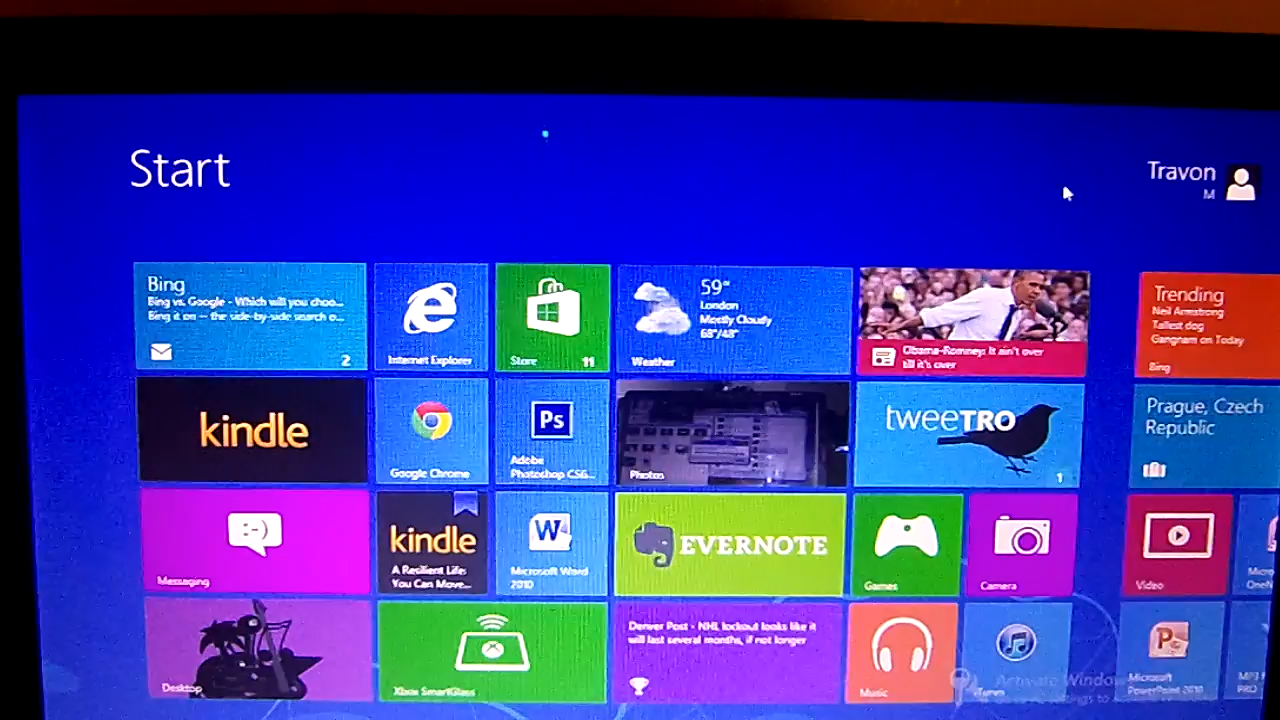 Start
Travon
M
Bing
Bing vs. Google - Which will you choo...
Bing it on - the side-by-side search o...
2
Internet Explorer
Store
11
59°
London
Mostly Cloudy
68°/48°
Weather
Obama-Romney: It ain't over
till it's over
Trending
Neil Armstrong
Tallest dog
Gangnam on Today
Bing
kindle
Google Chrome
Ps
Adobe
Photoshop CS6...
Photos
tweeTRO
1
Prague, Czech
Republic
Messaging
kindle
A Resilient Life:
You Can Move...
W
Microsoft Word
2010
EVERNOTE
Games
Camera
Video
Desktop
Xbox SmartGlass
Denver Post - NHL lockout looks like it
will last several months, if not longer
Music
iTunes
P
Microsoft
PowerPoint 2010
MP3
PRO
Activate Windows